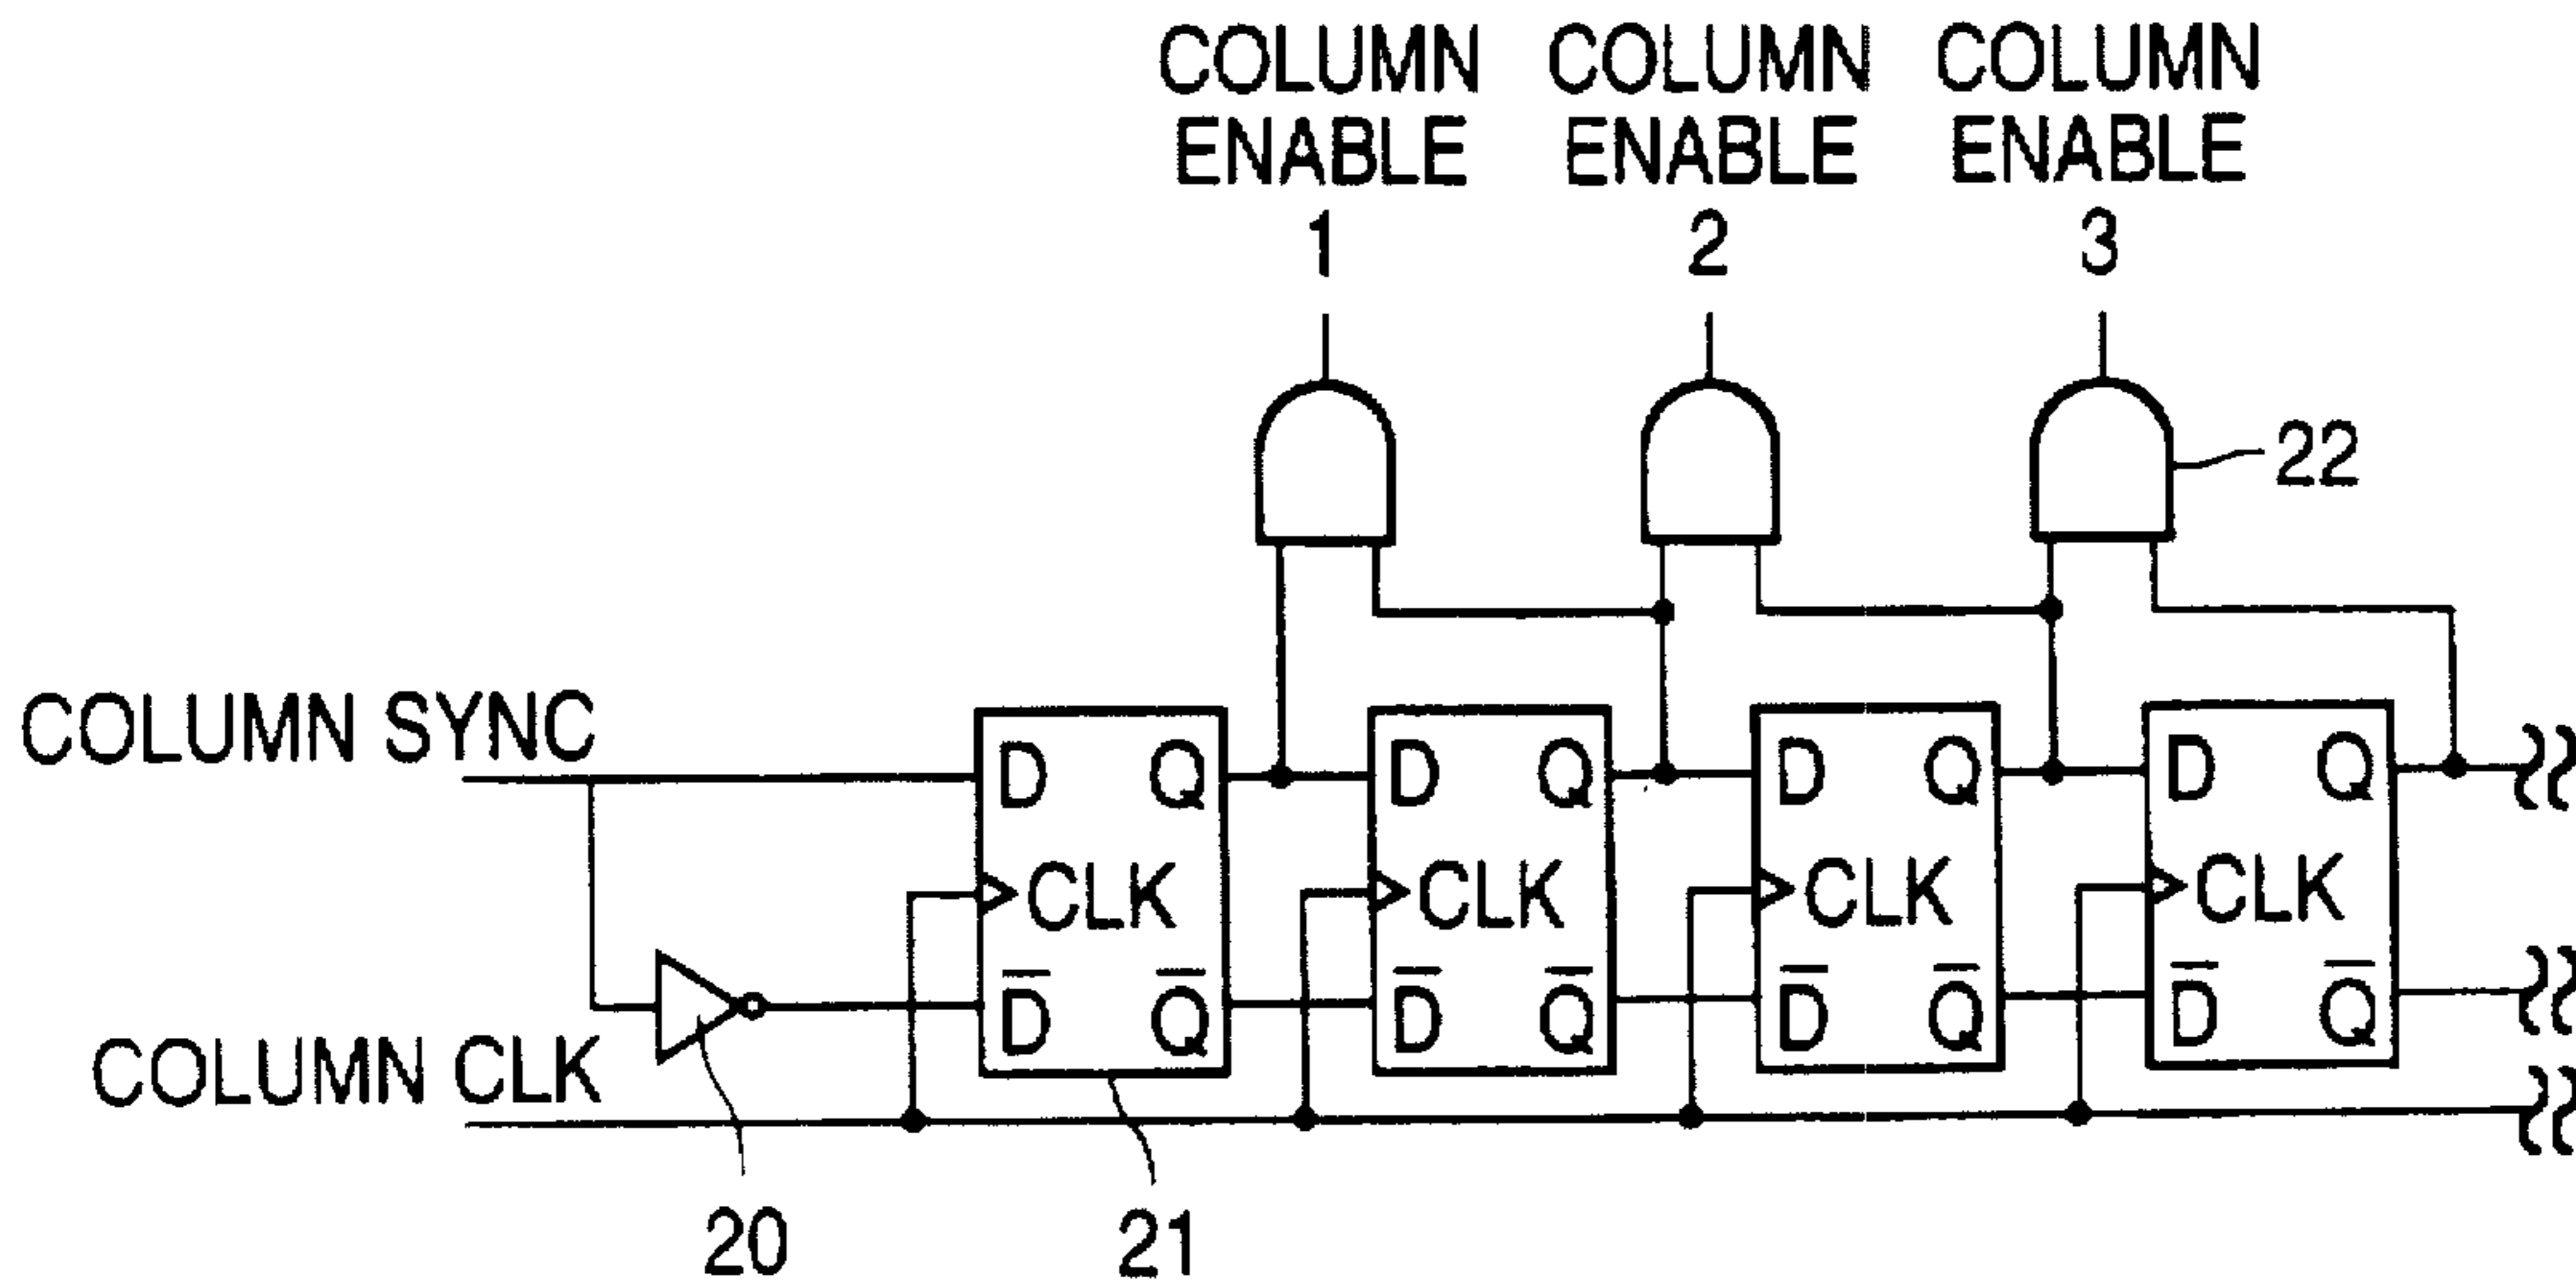 COLUMN ENABLE 1
COLUMN ENABLE 2
COLUMN ENABLE 3
22
COLUMN SYNC
D Q CLK D̅ Q̅
D Q CLK D̅ Q̅
D Q CLK D̅ Q̅
D Q CLK D̅ Q̅
COLUMN CLK
20
21